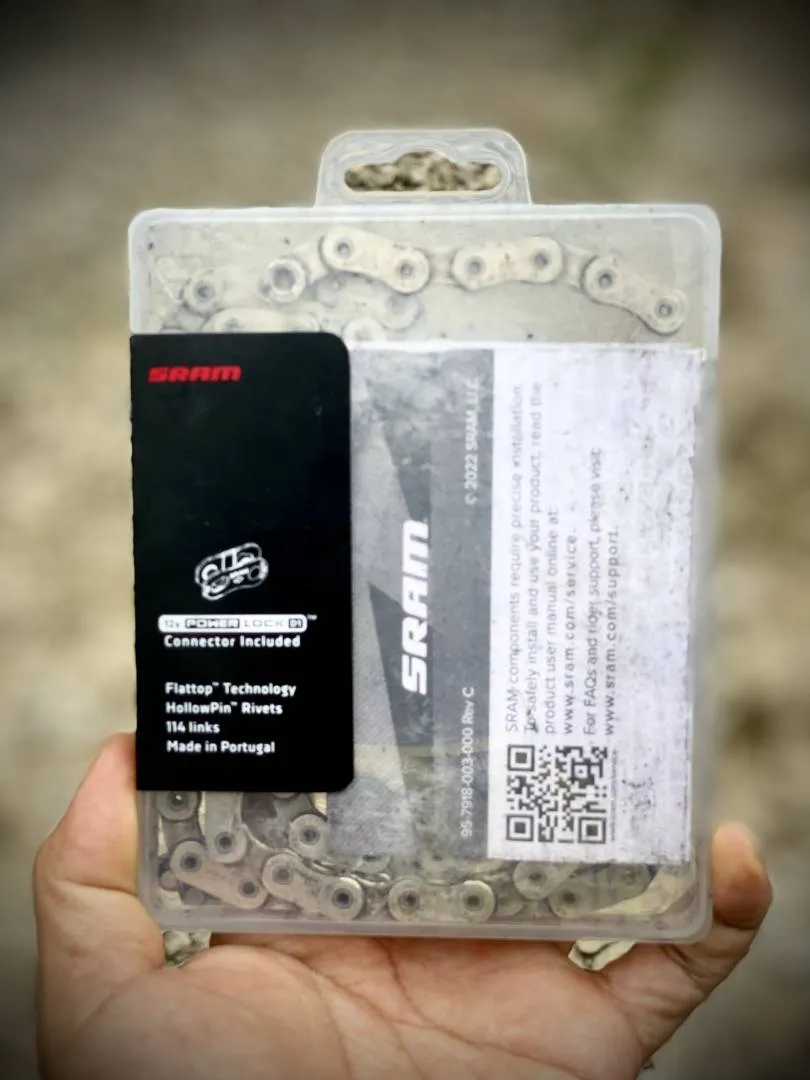 SRAM
12s POWER LOCK D1™
Connector Included
Flattop™ Technology
HollowPin™ Rivets
114 links
Made in Portugal
95-7918-003-000 Rev C
© 2022 SRAM, LLC
SRAM
SRAM components require precise installation.
To safely install and use your product, read the
product user manual online at:
www.sram.com/service.
For FAQs and rider support, please visit:
www.sram.com/support.